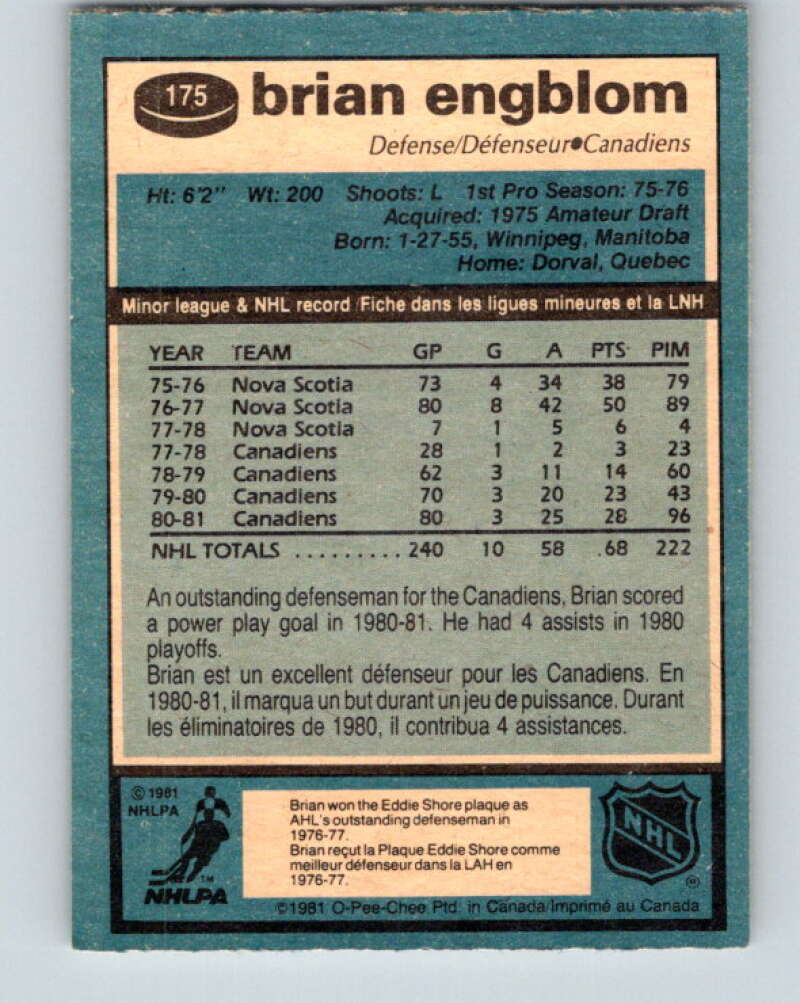 175 brian engblom
Defense/Défenseur●Canadiens
Ht: 6'2" Wt: 200 Shoots: L 1st Pro Season: 75-76
Acquired: 1975 Amateur Draft
Born: 1-27-55, Winnipeg, Manitoba
Home: Dorval, Quebec
Minor league & NHL record /Fiche dans les ligues mineures et la LNH
YEAR TEAM GP G A PTS PIM
75-76 Nova Scotia 73 4 34 38 79
76-77 Nova Scotia 80 8 42 50 89
77-78 Nova Scotia 7 1 5 6 4
77-78 Canadiens 28 1 2 3 23
78-79 Canadiens 62 3 11 14 60
79-80 Canadiens 70 3 20 23 43
80-81 Canadiens 80 3 25 28 96
NHL TOTALS ......... 240 10 58 68 222
An outstanding defenseman for the Canadiens, Brian scored
a power play goal in 1980-81. He had 4 assists in 1980
playoffs.
Brian est un excellent défenseur pour les Canadiens. En
1980-81, il marqua un but durant un jeu de puissance. Durant
les éliminatoires de 1980, il contribua 4 assistances.
© 1981
NHLPA
TM
NHLPA
Brian won the Eddie Shore plaque as
AHL's outstanding defenseman in
1976-77.
Brian reçut la Plaque Eddie Shore comme
meilleur défenseur dans la LAH en
1976-77.
NHL
©1981 O-Pee-Chee Ptd. in Canada/Imprimé au Canada